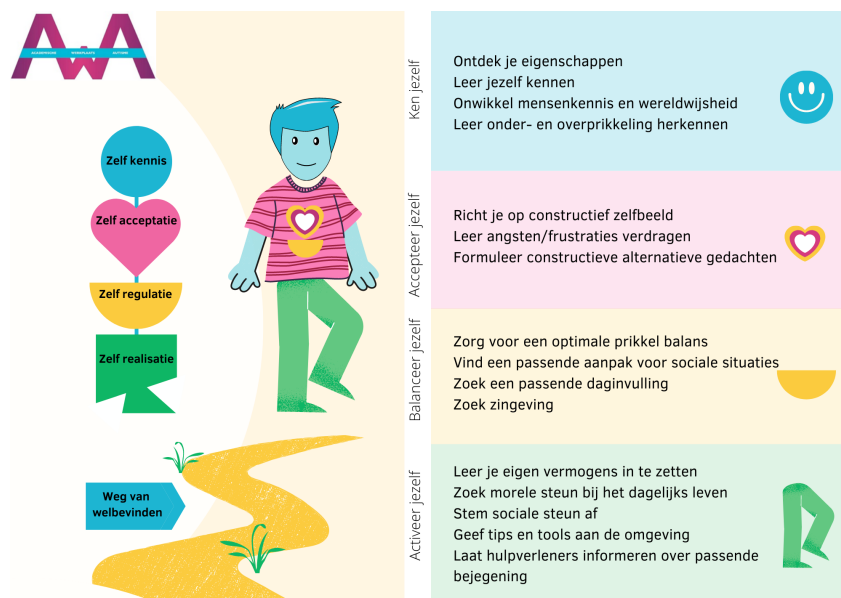 AWA
ACADEMISCHE WERKPLAATS AUTISME
Zelf kennis
Zelf acceptatie
Zelf regulatie
Zelf realisatie
Weg van
welbevinden
Ken jezelf
Ontdek je eigenschappen
Leer jezelf kennen
Onwikkel mensenkennis en wereldwijsheid
Leer onder- en overprikkeling herkennen
Accepteer jezelf
Richt je op constructief zelfbeeld
Leer angsten/frustraties verdragen
Formuleer constructieve alternatieve gedachten
Balanceer jezelf
Zorg voor een optimale prikkel balans
Vind een passende aanpak voor sociale situaties
Zoek een passende daginvulling
Zoek zingeving
Activeer jezelf
Leer je eigen vermogens in te zetten
Zoek morele steun bij het dagelijks leven
Stem sociale steun af
Geef tips en tools aan de omgeving
Laat hulpverleners informeren over passende
bejegening